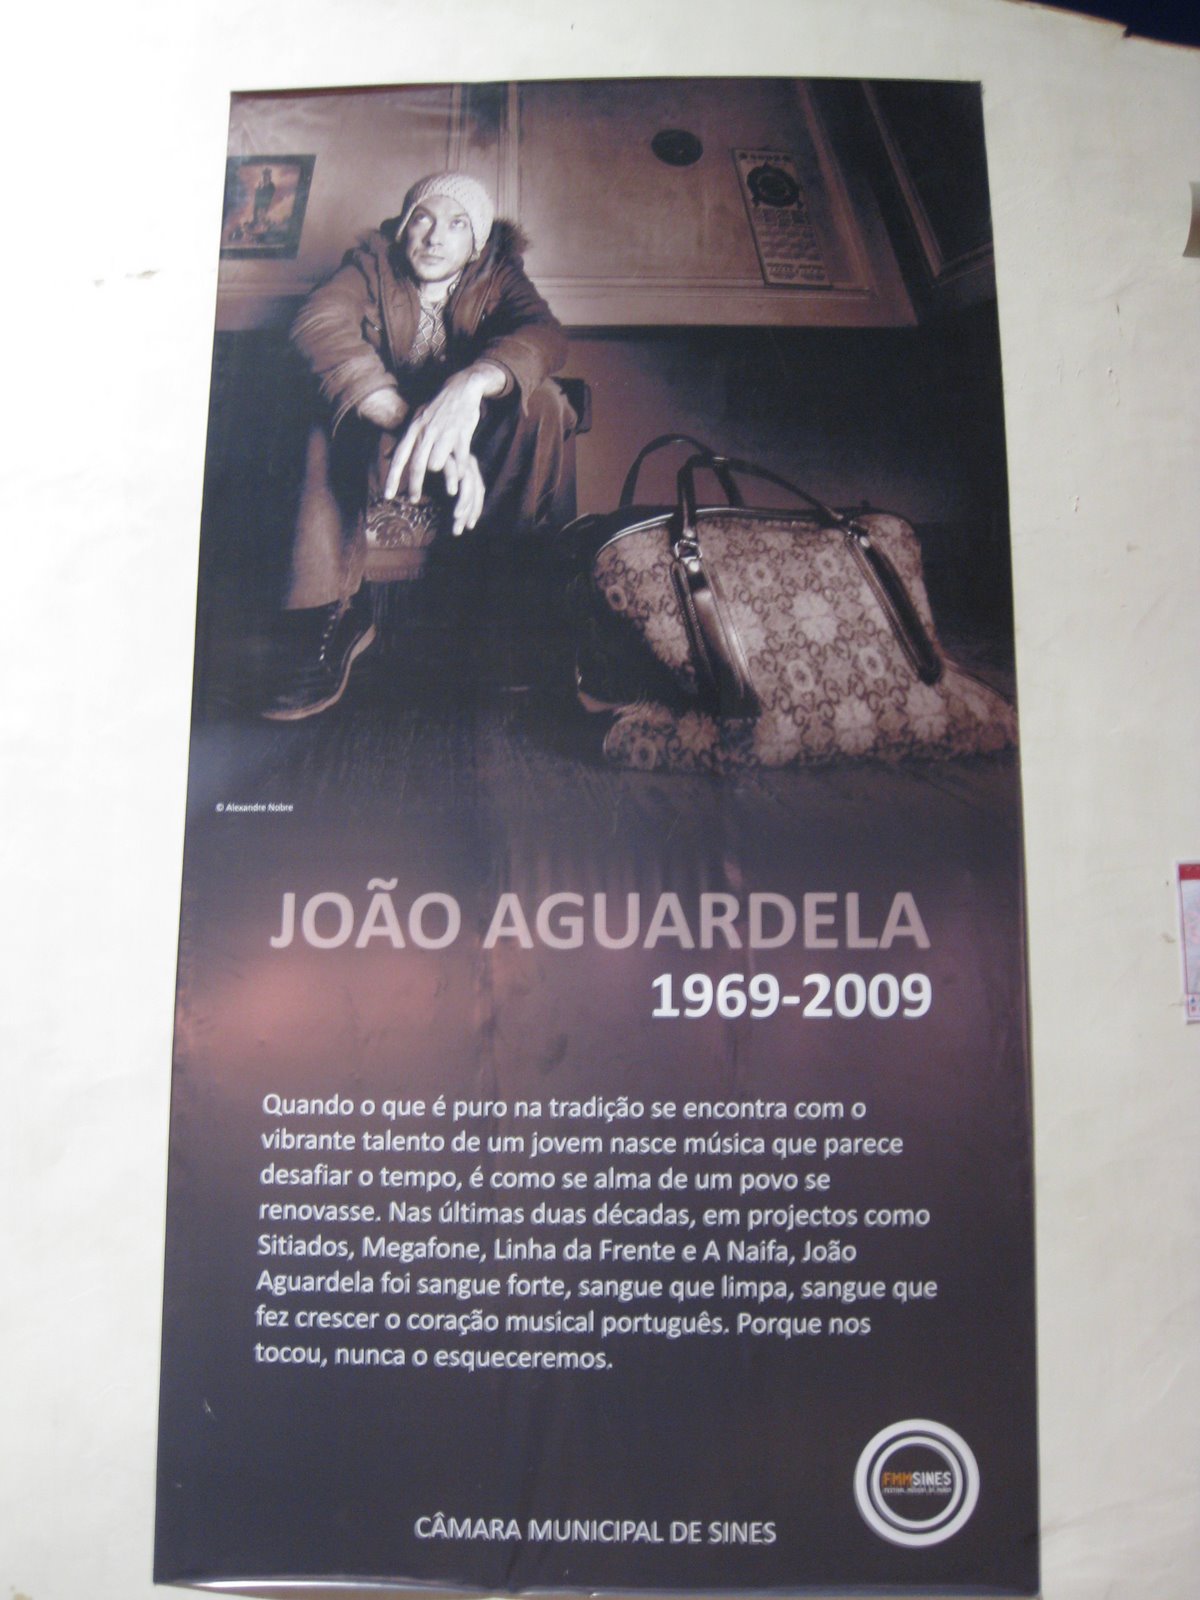 © Alexandre Nobre
JOÃO AGUARDELA
1969-2009
Quando o que é puro na tradição se encontra com o
vibrante talento de um jovem nasce música que parece
desafiar o tempo, é como se alma de um povo se
renovasse. Nas últimas duas décadas, em projectos como
Sitiados, Megafone, Linha da Frente e A Naifa, João
Aguardela foi sangue forte, sangue que limpa, sangue que
fez crescer o coração musical português. Porque nos
tocou, nunca o esqueceremos.
FMMSINES
CÂMARA MUNICIPAL DE SINES